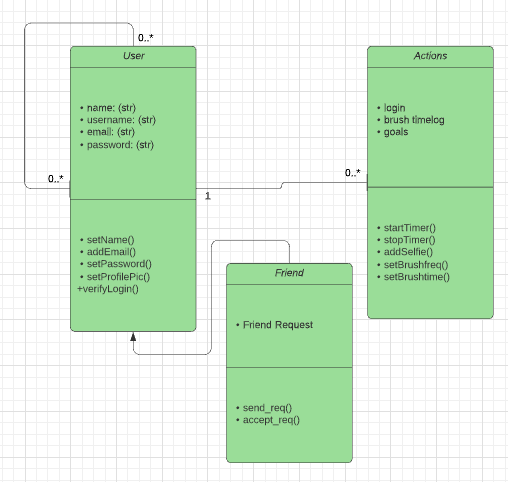 0..*
User
• name: (str)
• username: (str)
• email: (str)
• password: (str)
0..*
1
• setName()
• addEmail()
• setPassword()
• setProfilePic()
+verifyLogin()
Actions
• login
• brush timelog
• goals
0..*
• startTimer()
• stopTimer()
• addSelfie()
• setBrushfreq()
• setBrushtime()
Friend
• Friend Request
• send_req()
• accept_req()